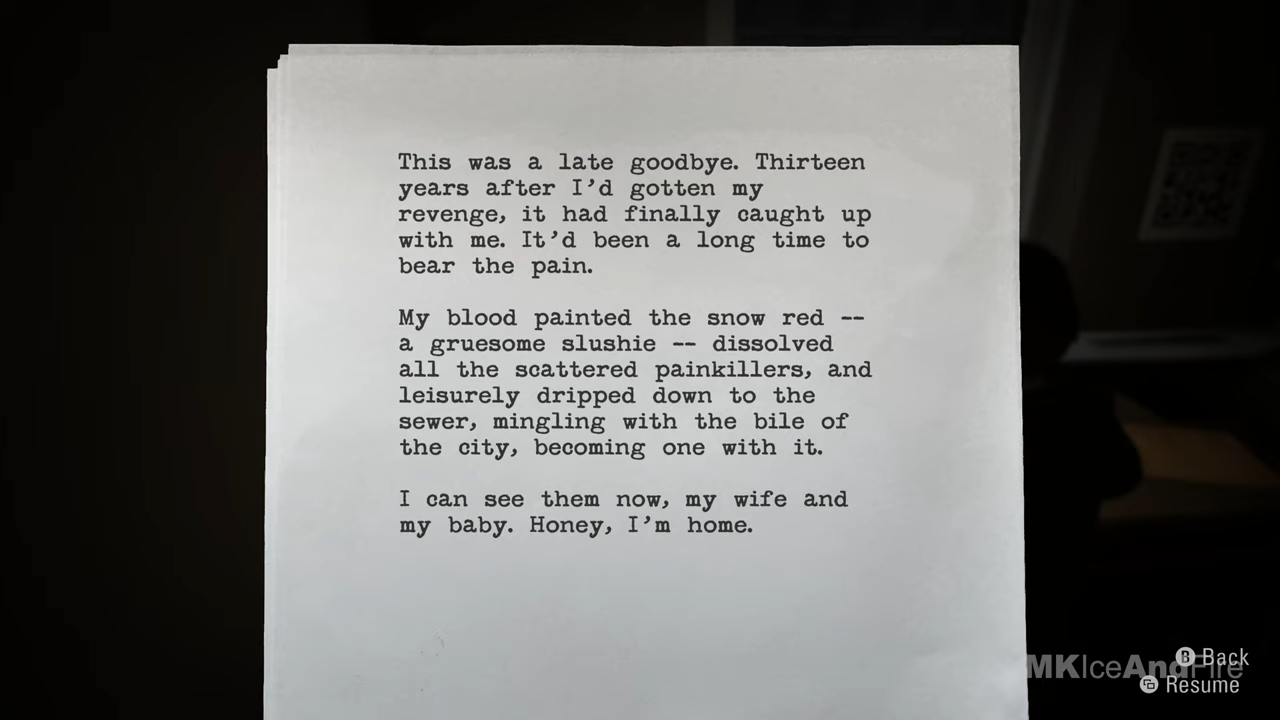 This was a late goodbye. Thirteen
years after I'd gotten my
revenge, it had finally caught up
with me. It'd been a long time to
bear the pain.
My blood painted the snow red --
a gruesome slushie -- dissolved
all the scattered painkillers, and
leisurely dripped down to the
sewer, mingling with the bile of
the city, becoming one with it.
I can see them now, my wife and
my baby. Honey, I'm home.
MKIceAndFire
B Back
Resume